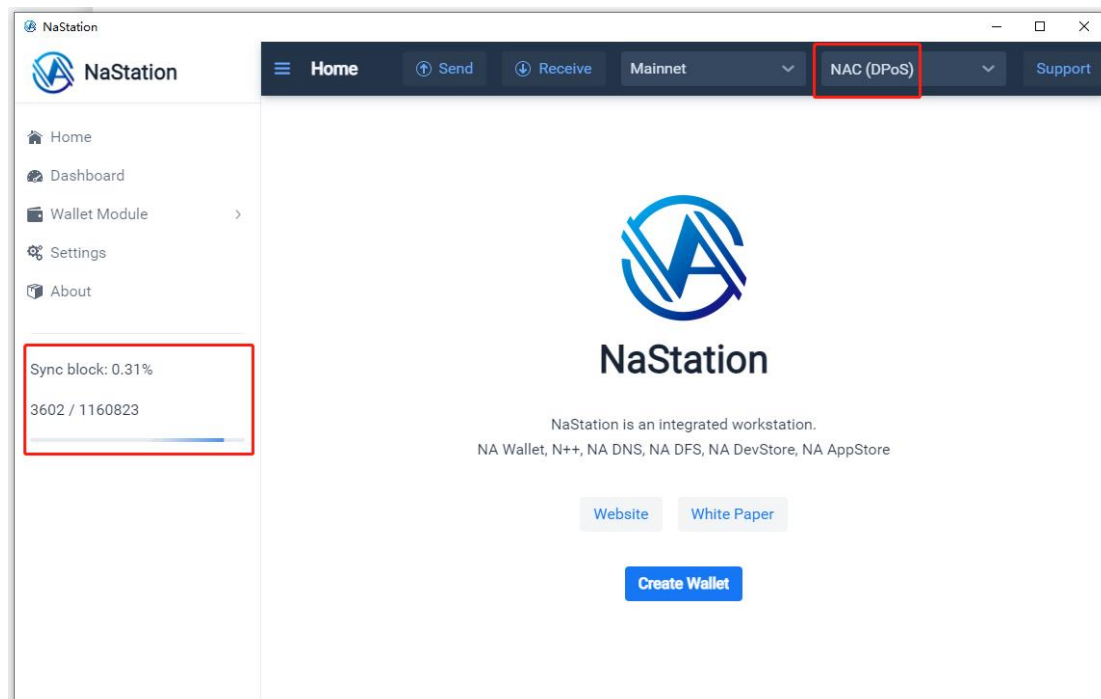 NaStation
NaStation
Home
Send
Receive
Mainnet
NAC (DPoS)
Support
Home
Dashboard
Wallet Module
Settings
About
Sync block: 0.31%
3602 / 1160823
NaStation
NaStation is an integrated workstation.
NA Wallet, N++, NA DNS, NA DFS, NA DevStore, NA AppStore
Website
White Paper
Create Wallet